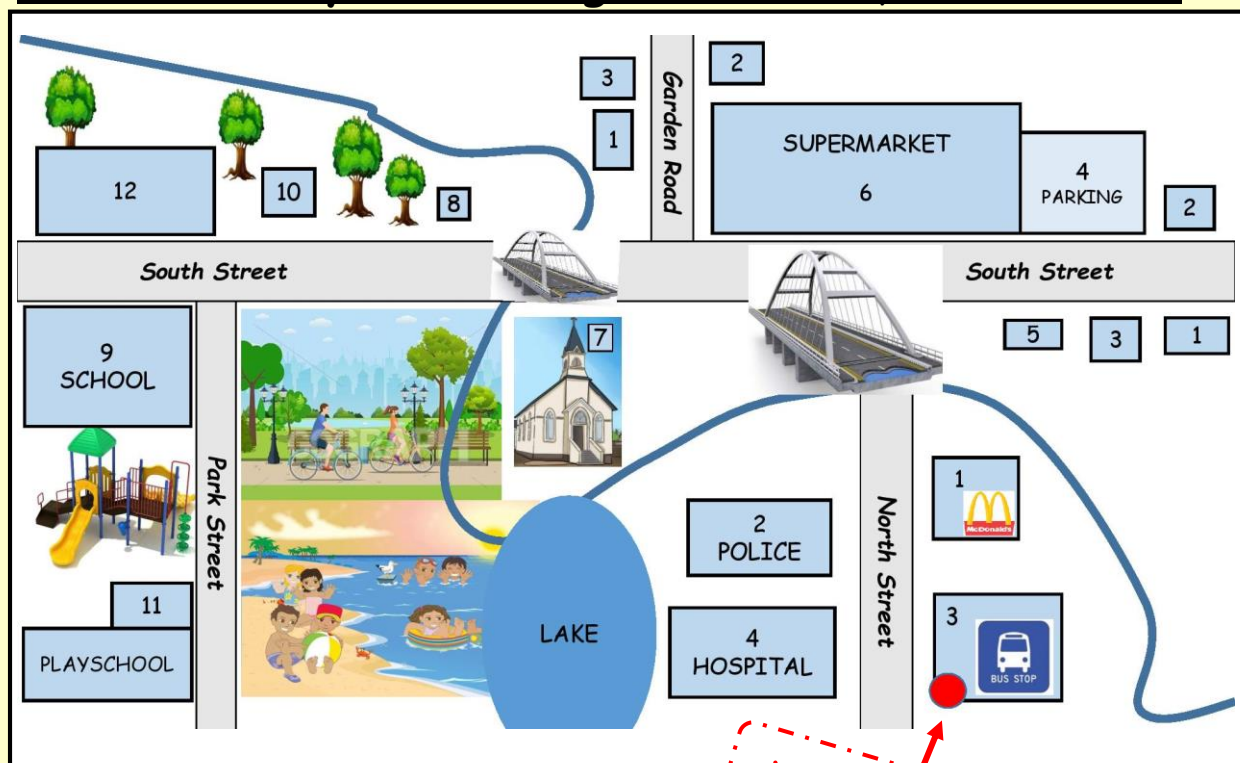 3
Garden Road
2
1
SUPERMARKET
6
4
PARKING
2
12
10
8
South Street
South Street
9
SCHOOL
7
5
3
1
Park Street
1
McDonald's
2
POLICE
North Street
11
PLAYSCHOOL
LAKE
4
HOSPITAL
3
BUS STOP